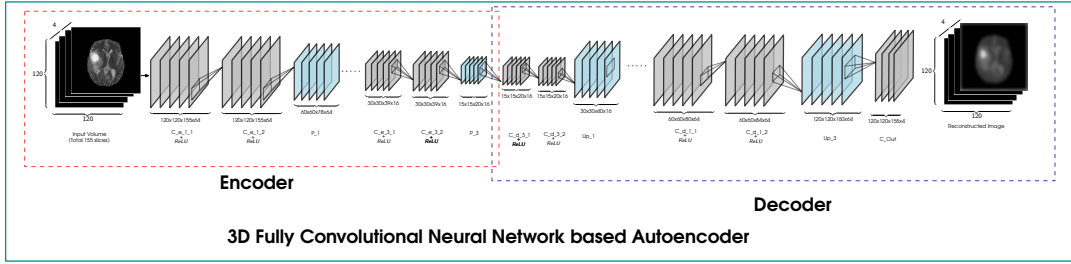 4
120
120
Input Volume
(Total 155 slices)
120x120x155x64
C_e_1_1
+
ReLU
120x120x155x64
C_e_1_2
+
ReLU
60x60x78x64
P_1
30x30x39x16
C_e_3_1
+
ReLU
30x30x39x16
C_e_3_2
+
ReLU
15x15x20x16
P_3
15x15x20x16
C_d_3_1
+
ReLU
15x15x20x16
C_d_3_2
+
ReLU
30x30x80x16
Up_1
60x60x80x64
C_d_1_1
+
ReLU
60x60x84x64
C_d_1_2
+
ReLU
120x120x160x64
Up_3
120x120x155x4
C_Out
4
120
120
Reconstructed Image
Encoder
Decoder
3D Fully Convolutional Neural Network based Autoencoder